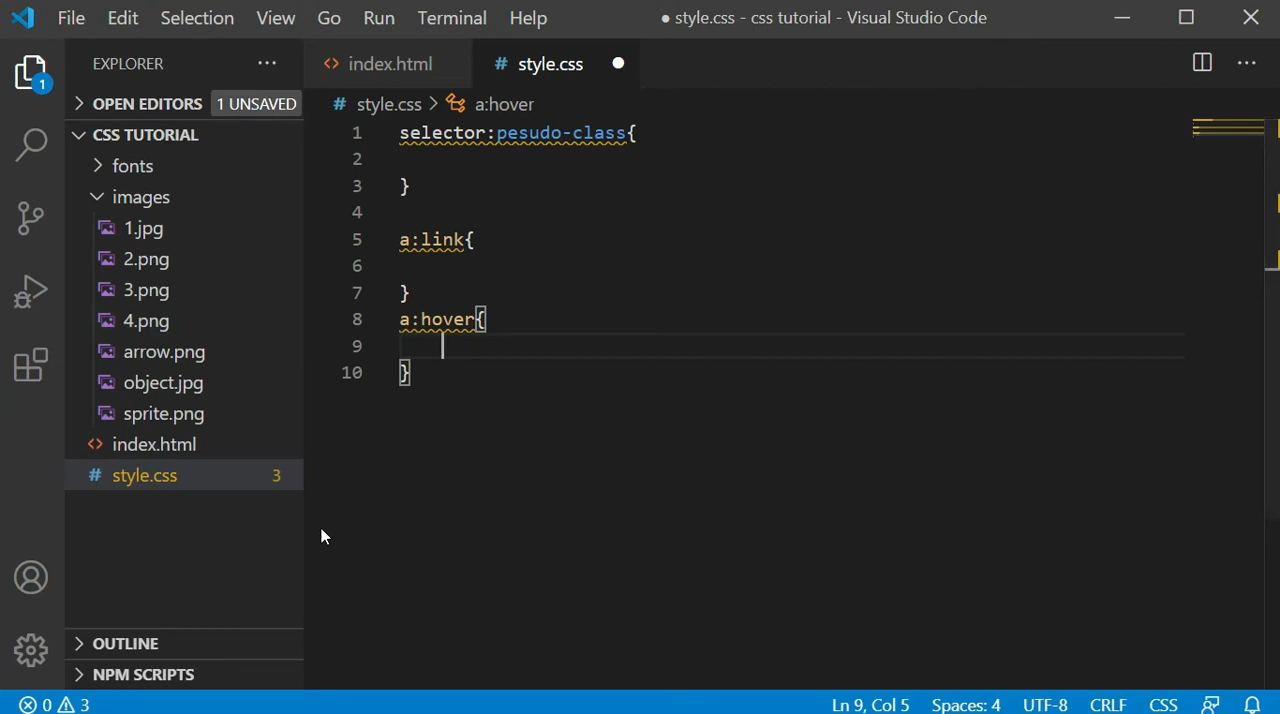 File Edit Selection View Go Run Terminal Help ● style.css - css tutorial - Visual Studio Code
EXPLORER ···
1
OPEN EDITORS 1 UNSAVED
CSS TUTORIAL
fonts
images
1.jpg
2.png
3.png
4.png
arrow.png
object.jpg
sprite.png
<> index.html
# style.css 3
OUTLINE
NPM SCRIPTS
<> index.html # style.css ●
# style.css > a:hover
1 selector:pesudo-class{
2
3 }
4
5 a:link{
6
7 }
8 a:hover{
9
10 }
0 3 Ln 9, Col 5 Spaces: 4 UTF-8 CRLF CSS